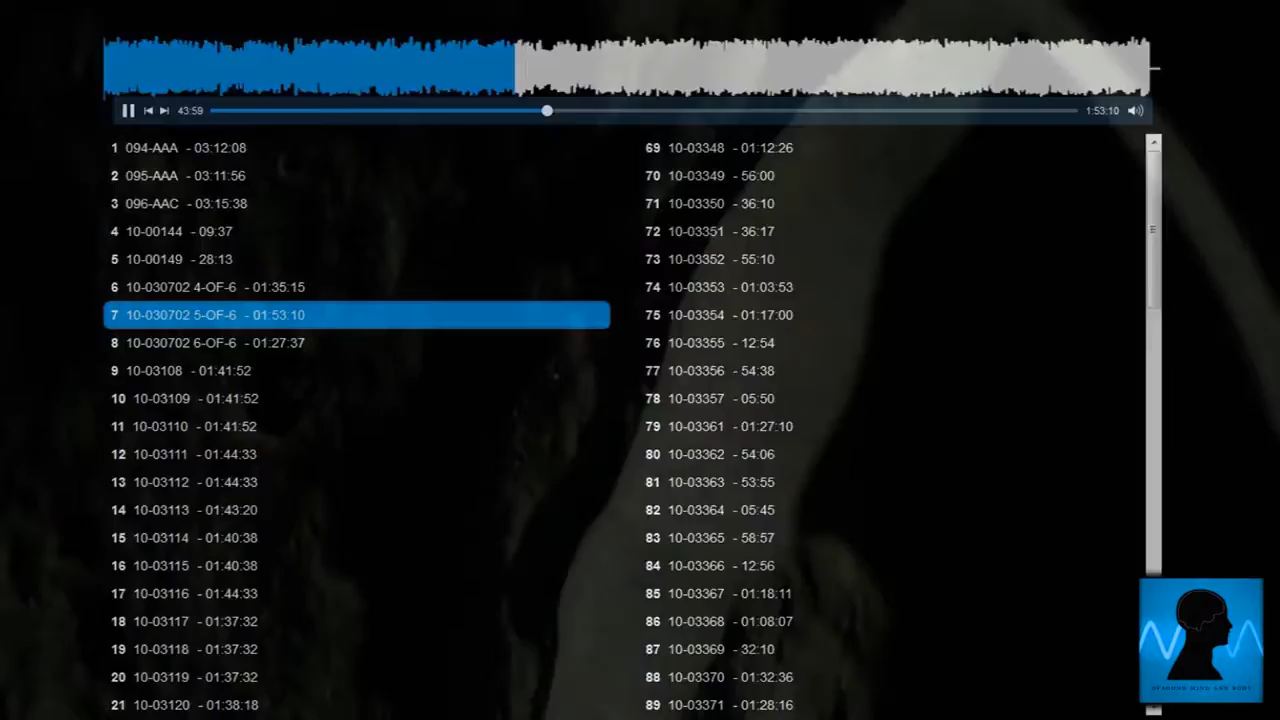 43:59
1:53:10
1 094-AAA - 03:12:08
2 095-AAA - 03:11:56
3 096-AAC - 03:15:38
4 10-00144 - 09:37
5 10-00149 - 28:13
6 10-030702 4-OF-6 - 01:35:15
7 10-030702 5-OF-6 - 01:53:10
8 10-030702 6-OF-6 - 01:27:37
9 10-03108 - 01:41:52
10 10-03109 - 01:41:52
11 10-03110 - 01:41:52
12 10-03111 - 01:44:33
13 10-03112 - 01:44:33
14 10-03113 - 01:43:20
15 10-03114 - 01:40:38
16 10-03115 - 01:40:38
17 10-03116 - 01:44:33
18 10-03117 - 01:37:32
19 10-03118 - 01:37:32
20 10-03119 - 01:37:32
21 10-03120 - 01:38:18
69 10-03348 - 01:12:26
70 10-03349 - 56:00
71 10-03350 - 36:10
72 10-03351 - 36:17
73 10-03352 - 55:10
74 10-03353 - 01:03:53
75 10-03354 - 01:17:00
76 10-03355 - 12:54
77 10-03356 - 54:38
78 10-03357 - 05:50
79 10-03361 - 01:27:10
80 10-03362 - 54:06
81 10-03363 - 53:55
82 10-03364 - 05:45
83 10-03365 - 58:57
84 10-03366 - 12:56
85 10-03367 - 01:18:11
86 10-03368 - 01:08:07
87 10-03369 - 32:10
88 10-03370 - 01:32:36
89 10-03371 - 01:28:16
MIND AND BODY